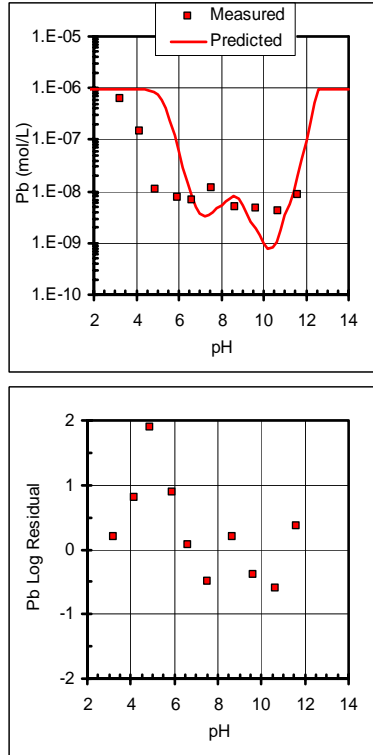 Measured
Predicted
1.E-05
1.E-06
1.E-07
1.E-08
1.E-09
1.E-10
Pb (mol/L)
2 4 6 8 10 12 14
pH
2
1
0
-1
-2
Pb Log Residual
2 4 6 8 10 12 14
pH